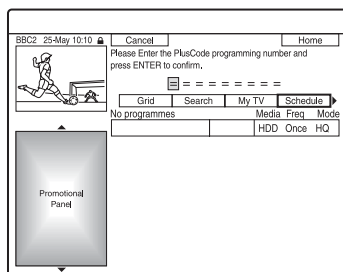 BBC2 25-May 10:10
Cancel
Home
Please Enter the PlusCode programming number and
press ENTER to confirm.
= = = = = = = =
Grid Search My TV Schedule
No programmes Media Freq Mode
HDD Once HQ
Promotional
Panel